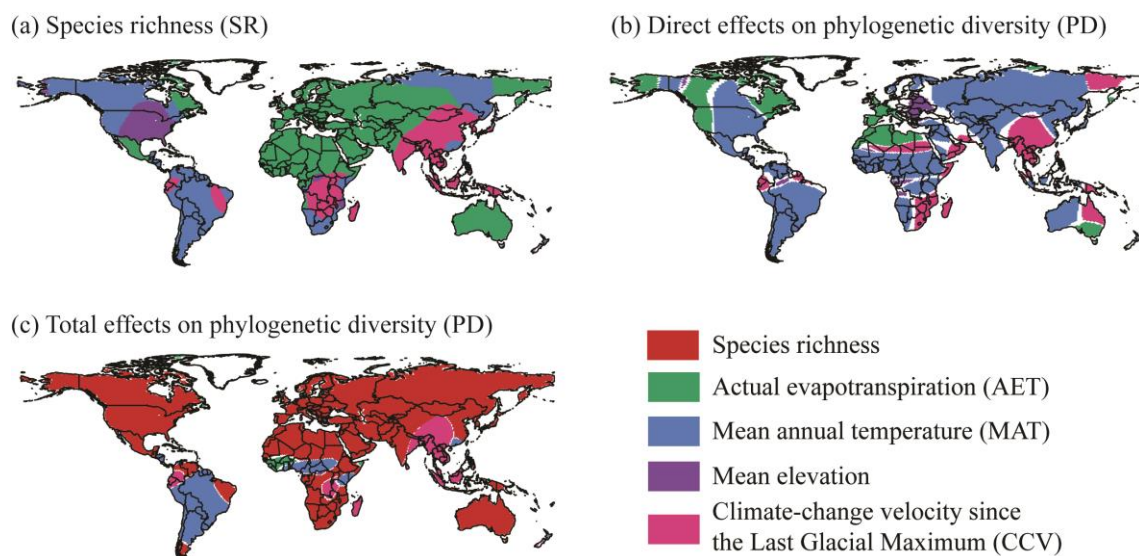 (a) Species richness (SR)
(b) Direct effects on phylogenetic diversity (PD)
(c) Total effects on phylogenetic diversity (PD)
Species richness
Actual evapotranspiration (AET)
Mean annual temperature (MAT)
Mean elevation
Climate-change velocity since
the Last Glacial Maximum (CCV)